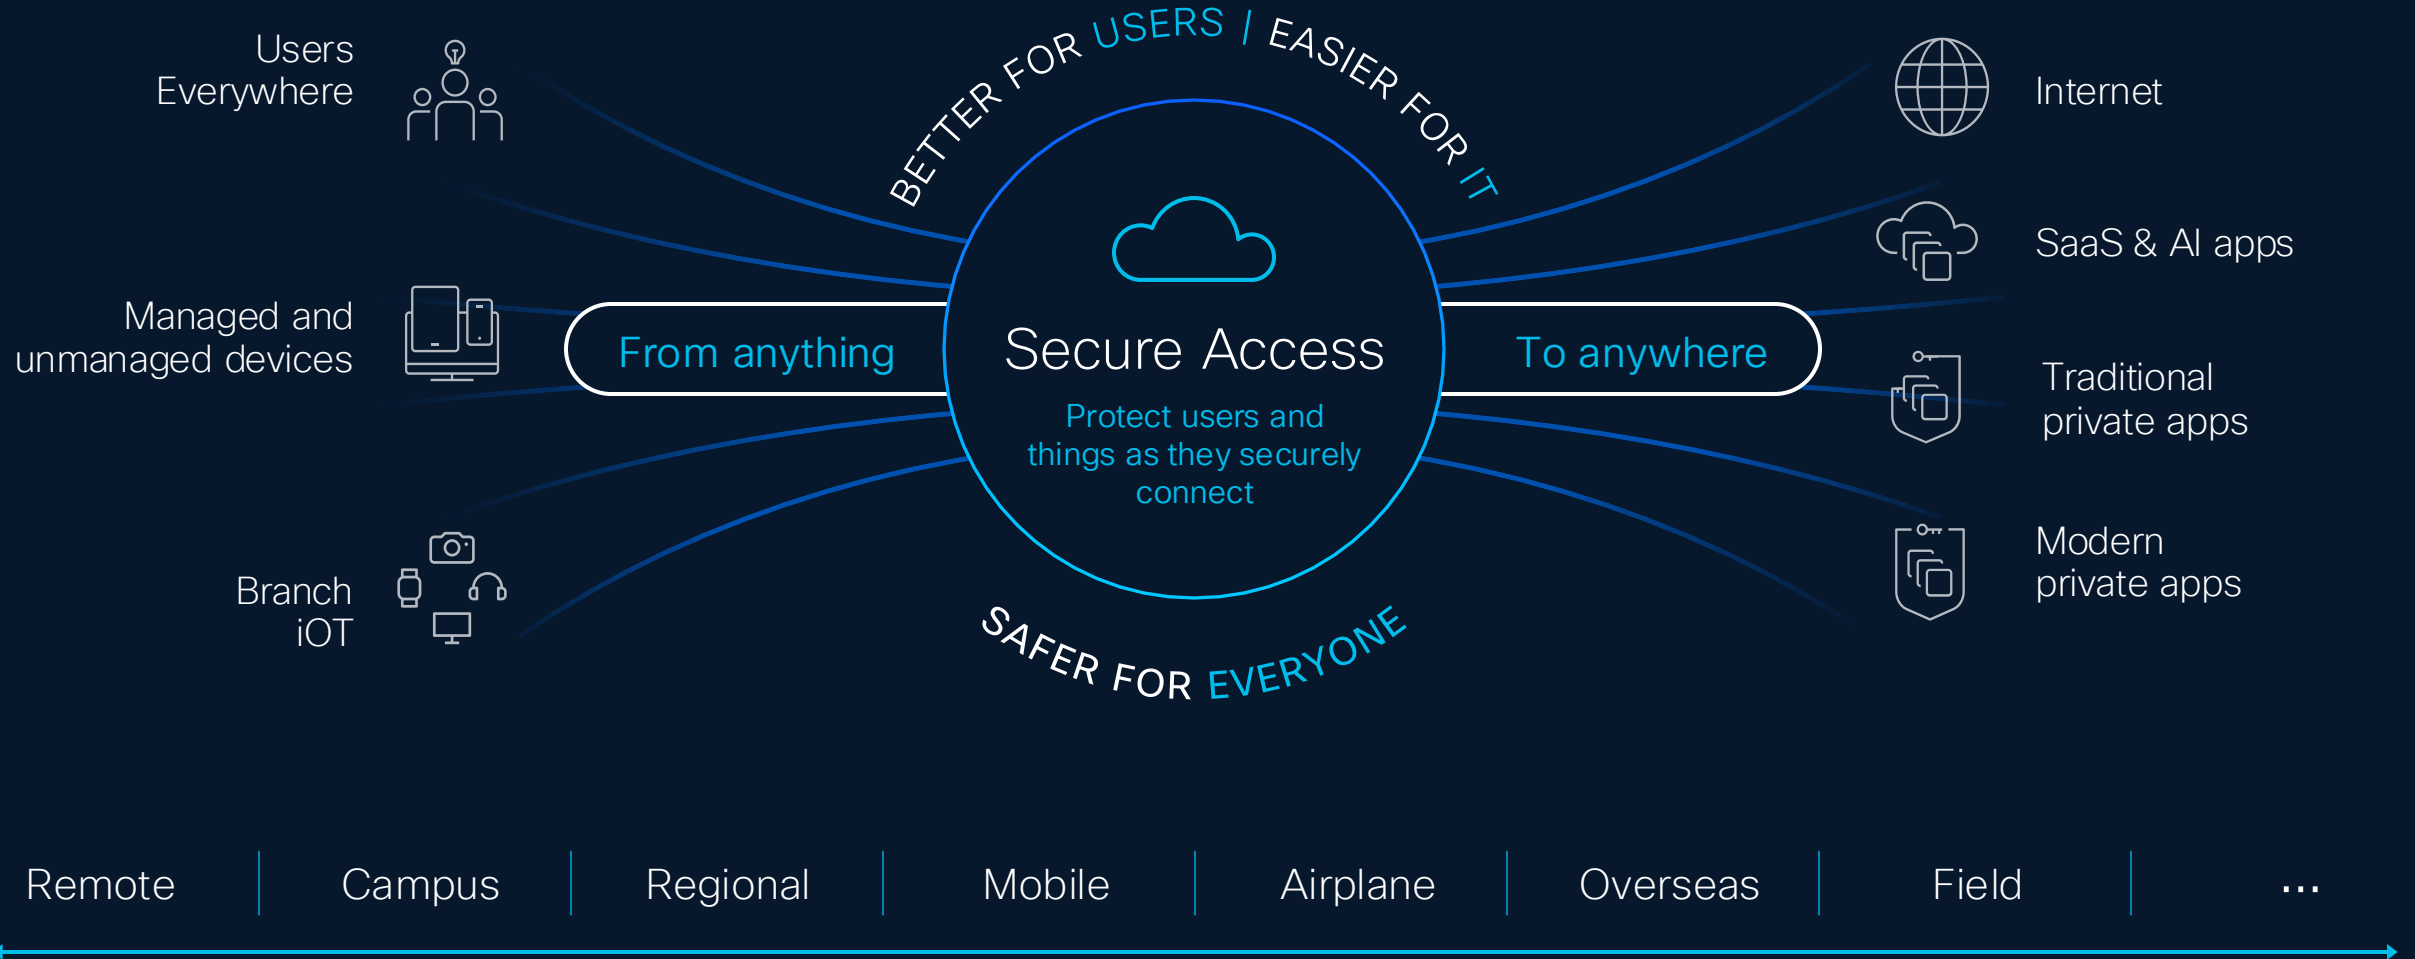 BETTER FOR USERS | EASIER FOR IT
Users
Everywhere
Managed and
unmanaged devices
Branch
iOT
From anything
Secure Access
Protect users and
things as they securely
connect
To anywhere
Internet
SaaS & AI apps
Traditional
private apps
Modern
private apps
SAFER FOR EVERYONE
Remote
Campus
Regional
Mobile
Airplane
Overseas
Field
...